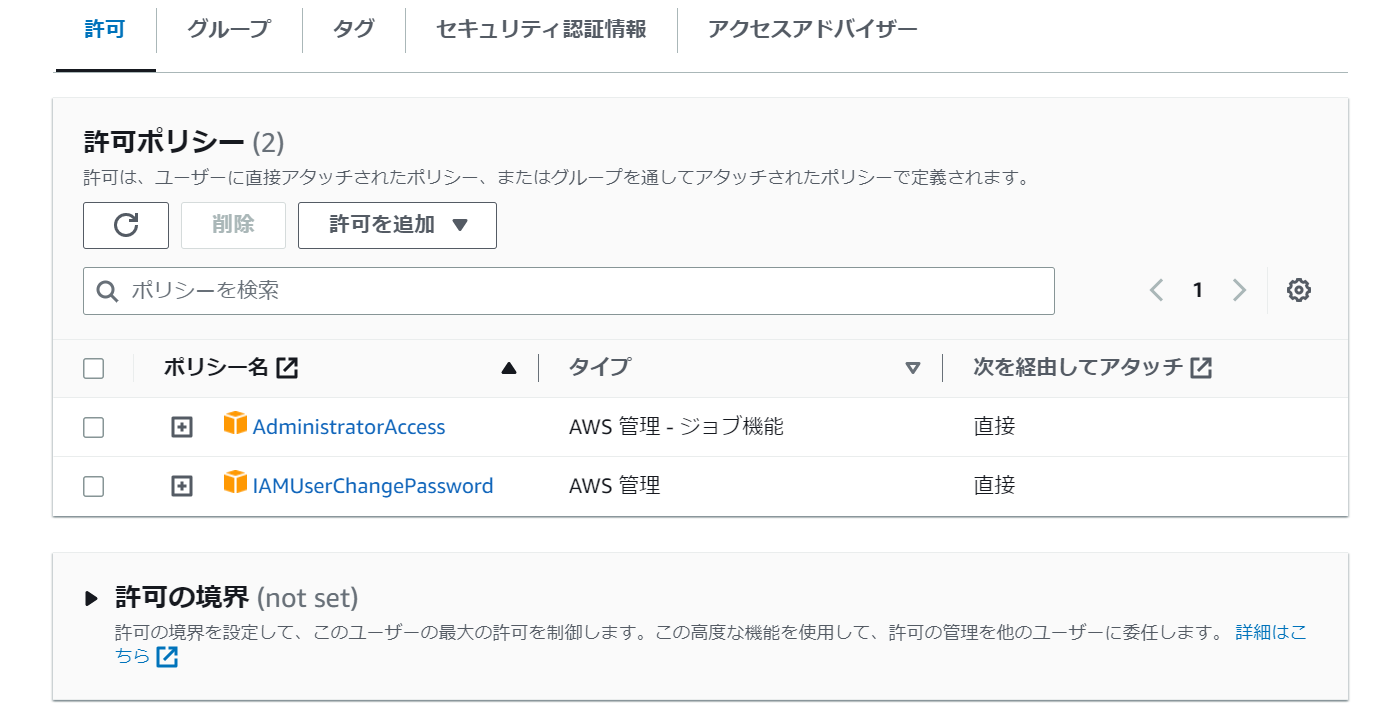 許可 グループ タグ セキュリティ認証情報 アクセスアドバイザー
許可ポリシー (2)
許可は、ユーザーに直接アタッチされたポリシー、またはグループを通してアタッチされたポリシーで定義されます。
削除 許可を追加
ポリシーを検索 1
ポリシー名 タイプ 次を経由してアタッチ
AdministratorAccess AWS 管理 - ジョブ機能 直接
IAMUserChangePassword AWS 管理 直接
許可の境界 (not set)
許可の境界を設定して、このユーザーの最大の許可を制御します。この高度な機能を使用して、許可の管理を他のユーザーに委任します。 詳細はこ
ちら